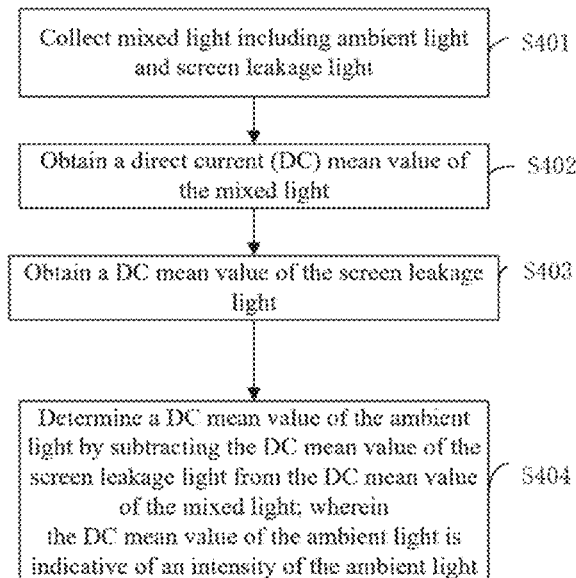 Collect mixed light including ambient light
and screen leakage light
S401
Obtain a direct current (DC) mean value of
the mixed light
S402
Obtain a DC mean value of the screen leakage
light
S403
Determine a DC mean value of the ambient
light by subtracting the DC mean value of the
screen leakage light from the DC mean value
of the mixed light; wherein
the DC mean value of the ambient light is
indicative of an intensity of the ambient light
S404